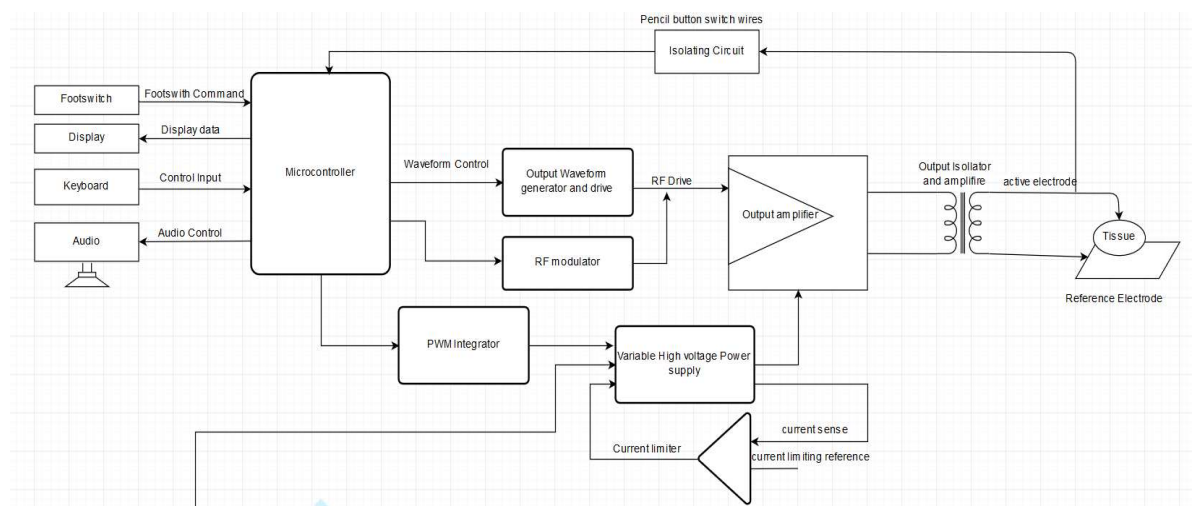 Pencil button switch wires
Isolating Circuit
Footswitch
Footswith Command
Display
Display data
Keyboard
Control Input
Audio
Audio Control
Microcontroller
Waveform Control
Output Waveform
generator and drive
RF Drive
RF modulator
Output amplifier
Output Isollator
and amplifire
active electrode
Tissue
Reference Electrode
PWM Integrator
Variable High voltage Power
supply
Current limiter
current sense
current limiting reference